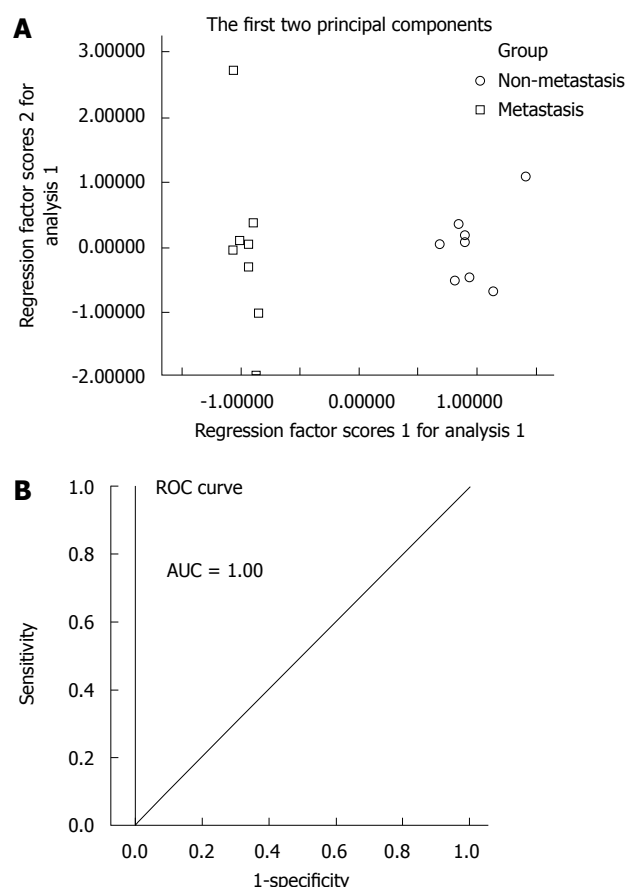 A
The first two principal components
Group
Non-metastasis
Metastasis
Regression factor scores 2 for
analysis 1
3.00000
2.00000
1.00000
0.00000
-1.00000
-2.00000
-1.00000 0.00000 1.00000
Regression factor scores 1 for analysis 1
B
ROC curve
AUC = 1.00
Sensitivity
1.0
0.8
0.6
0.4
0.2
0.0
0.0 0.2 0.4 0.6 0.8 1.0
1-specificity